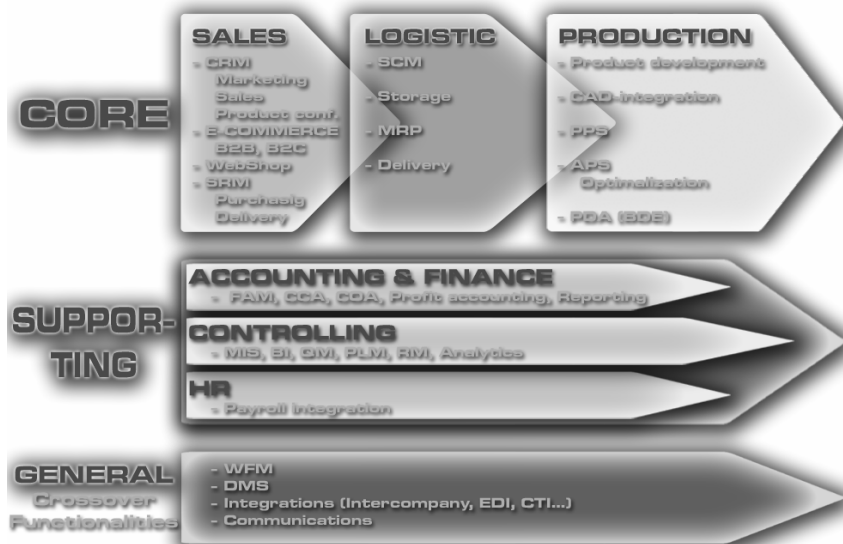 CORE
SALES
- CRM
Marketing
Sales
Product conf.
- E-COMMERCE
B2B, B2C
- WebShop
- SRM
Purchasig
Delivery
LOGISTIC
- SCM
- Storage
- MRP
- Delivery
PRODUCTION
- Product development
- CAD-integration
- PPS
- APS
Optimalization
- PDA (BDE)
SUPPOR-
TING
ACCOUNTING & FINANCE
- FAM, CCA, COA, Profit accounting, Reporting
CONTROLLING
- MIS, BI, QM, PLM, RM, Analytics
HR
- Payroll integration
GENERAL
Crossover
Functionalities
- WFM
- DMS
- Integrations (Intercompany, EDI, CTI...)
- Communications